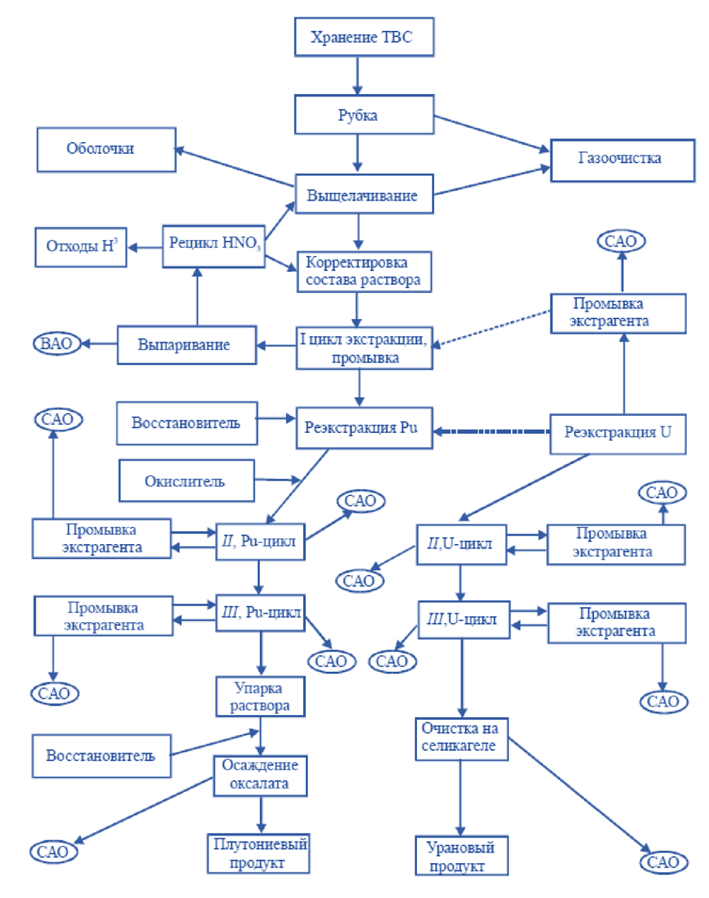 Хранение ТВС
Рубка
Оболочки
Газоочистка
Выщелачивание
Отходы H³
Рецикл HNO₃
САО
Корректировка
состава раствора
Промывка
экстрагента
ВАО
Выпаривание
I цикл экстракции,
промывка
Восстановитель
САО
Реэкстракция Pu
Реэкстракция U
Окислитель
САО
САО
Промывка
экстрагента
II, Pu-цикл
II,U-цикл
Промывка
экстрагента
САО
Промывка
экстрагента
III, Pu-цикл
III,U-цикл
Промывка
экстрагента
САО
САО
САО
САО
Упарка
раствора
Восстановитель
Очистка на
селикагеле
Осаждение
оксалата
САО
Плутониевый
продукт
Урановый
продукт
САО